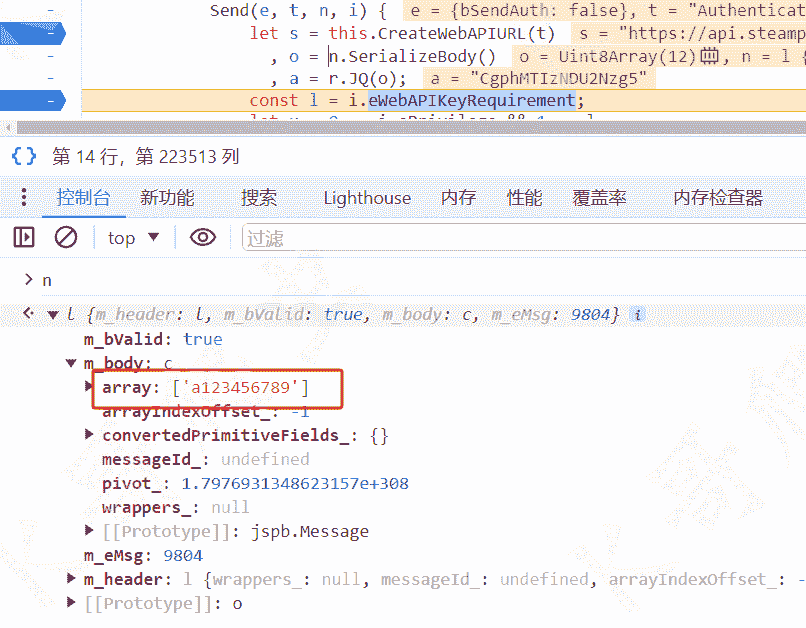 Send(e, t, n, i) { e = {bSendAuth: false}, t = "Authenticat
let s = this.CreateWebAPIURL(t) s = "https://api.steamp
, o = n.SerializeBody() o = Uint8Array(12), n = l {
, a = r.JQ(o); a = "CgphMTIzNDU2Nzg5"
const l = i.eWebAPIKeyRequirement;
{} 第 14 行，第 223513 列
控制台 新功能 搜索 Lighthouse 内存 性能 覆盖率 内存检查器
top ▼ 过滤
> n
l {m_header: l, m_bValid: true, m_body: c, m_eMsg: 9804} i
m_bValid: true
m_body: c
array: ['a123456789']
arrayIndexOffset_: -1
convertedPrimitiveFields_: {}
messageId_: undefined
pivot_: 1.7976931348623157e+308
wrappers_: null
[[Prototype]]: jspb.Message
m_eMsg: 9804
m_header: l {wrappers_: null, messageId_: undefined, arrayIndexOffset_: -
[[Prototype]]: o